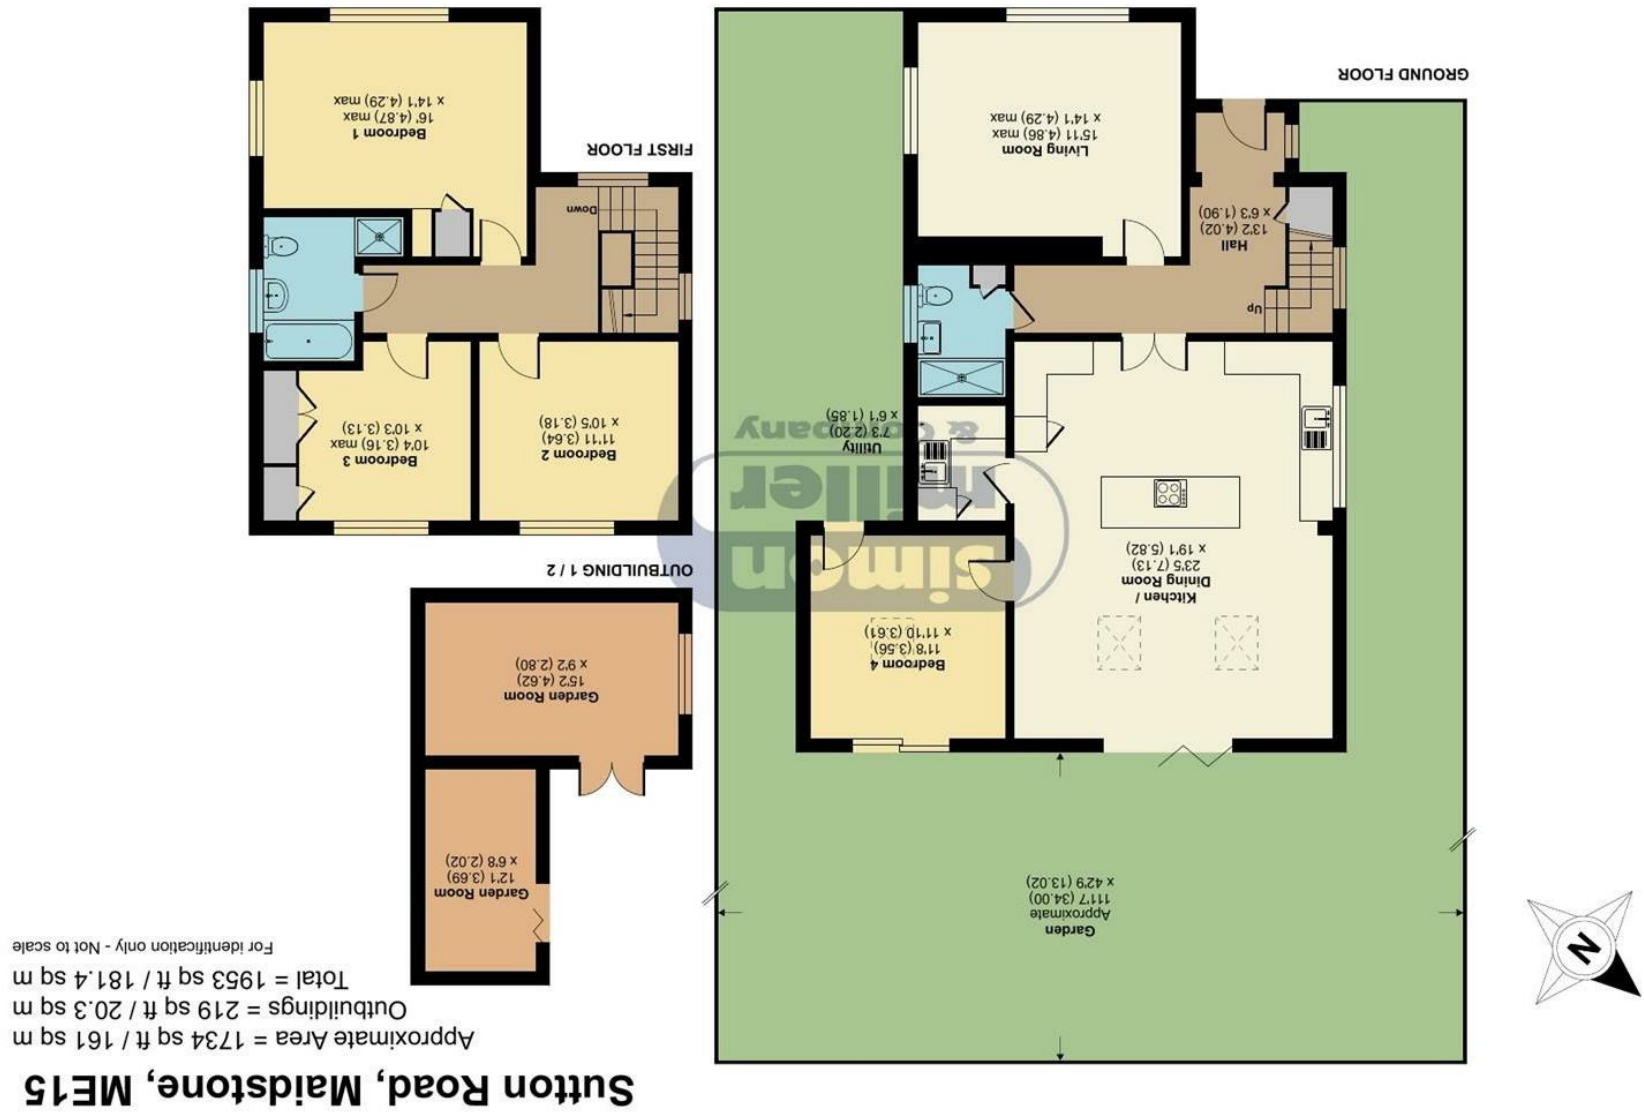 Sutton Road, Maidstone, ME15
Approximate Area = 1734 sq ft / 161 sq m
Outbuildings = 219 sq ft / 20.3 sq m
Total = 1953 sq ft / 181.4 sq m
For identification only - Not to scale
N
Garden
Approximate
111'7 (34.00)
x 42'9 (13.02)
Garden Room
12'1 (3.69)
x 6'8 (2.02)
Garden Room
15'2 (4.62)
x 9'2 (2.80)
OUTBUILDING 1 / 2
Bedroom 4
11'8 (3.56)
x 11'10 (3.61)
Kitchen /
Dining Room
23'5 (7.13)
x 19'1 (5.82)
Utility
7'3 (2.20)
x 6'1 (1.85)
Up
Hall
13'2 (4.02)
x 6'3 (1.90)
Living Room
15'11 (4.86) max
x 14'1 (4.29) max
GROUND FLOOR
Bedroom 2
11'11 (3.64)
x 10'5 (3.18)
Bedroom 3
10'4 (3.16) max
x 10'3 (3.13)
Down
Bedroom 1
16' (4.87) max
x 14'1 (4.29) max
FIRST FLOOR
simon
miller
& company